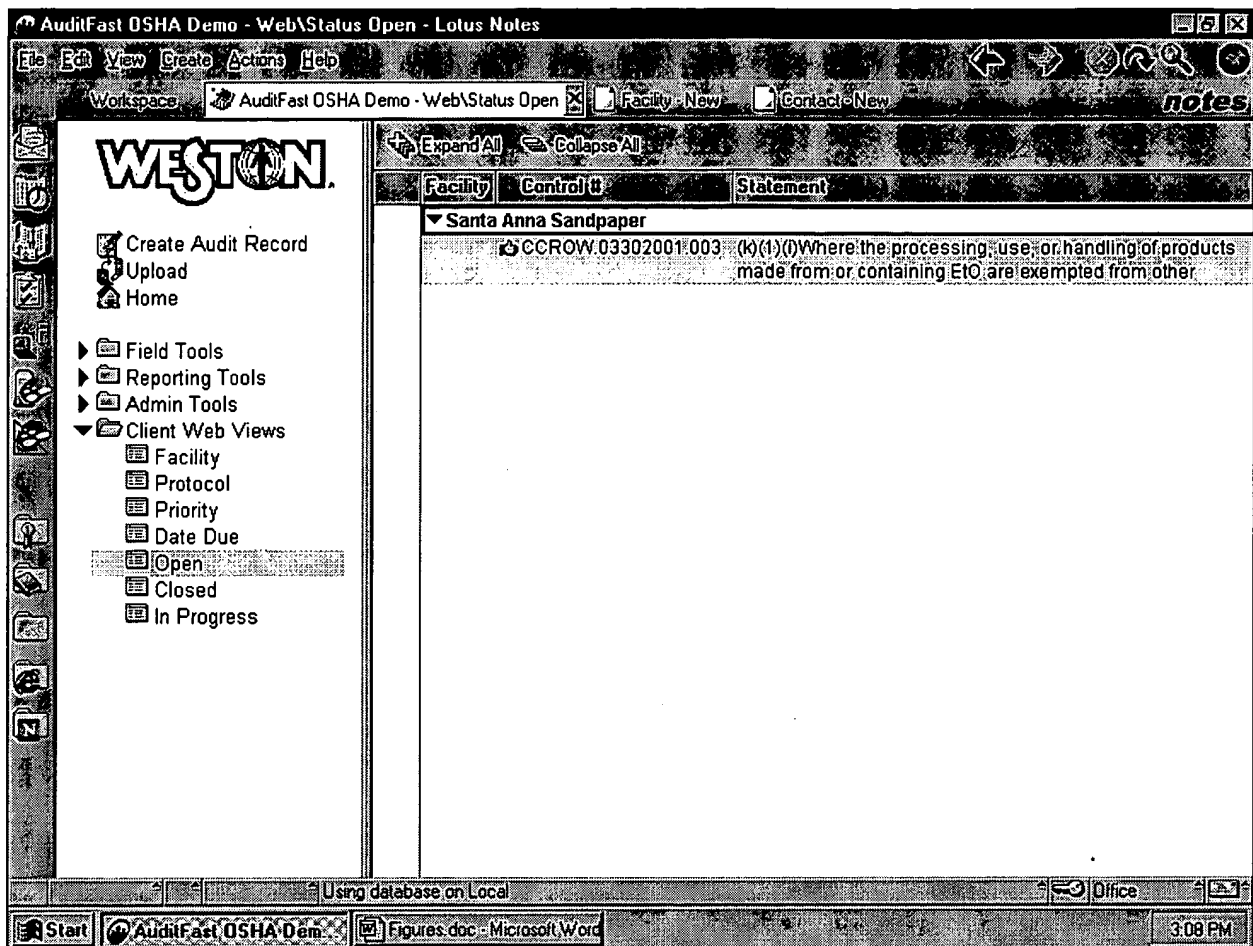 AuditFast OSHA Demo - Web\Status Open - Lotus Notes
File Edit View Create Actions Help
Workspace AuditFast OSHA Demo - Web\Status Open Facility - New Contact - New notes
WESTON.
Expand All Collapse All
Facility Control # Statement
Santa Anna Sandpaper
CCROW 03302001 003 (k)(1)(i)Where the processing, use, or handling of products
made from or containing EtO are exempted from other
Create Audit Record
Upload
Home
Field Tools
Reporting Tools
Admin Tools
Client Web Views
Facility
Protocol
Priority
Date Due
Open
Closed
In Progress
Using database on Local Office
Start AuditFast OSHA Dem... Figures.doc - Microsoft Word 3:08 PM